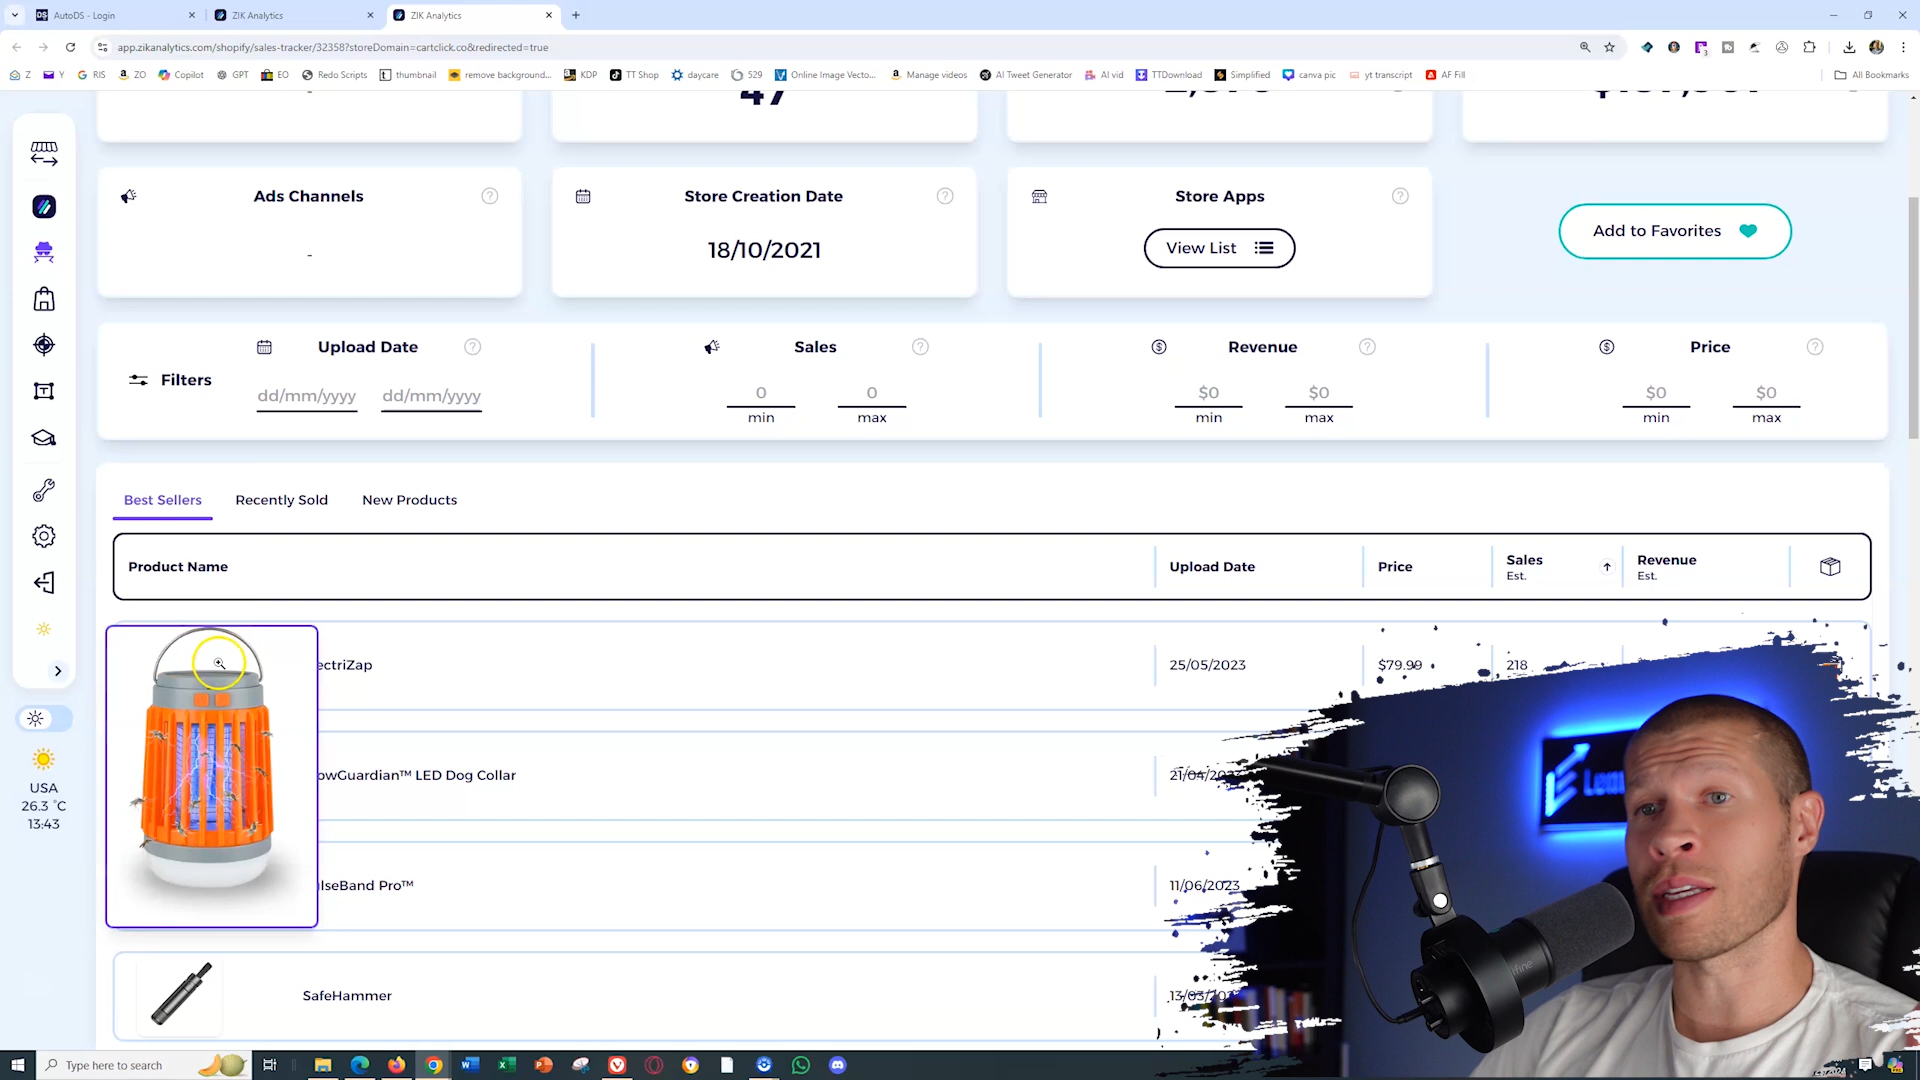 AutoDS - Login
ZIK Analytics
ZIK Analytics
app.zikanalytics.com/shopify/sales-tracker/32358?storeDomain=cartclick.co&redirected=true
Z
Y
RIS
ZO
Copilot
GPT
EO
Redo Scripts
thumbnail
remove background...
KDP
TT Shop
daycare
529
Online Image Vecto...
Manage videos
AI Tweet Generator
AI vid
TTDownload
Simplified
canva pic
yt transcript
AF Fill
All Bookmarks
47
Ads Channels
-
Store Creation Date
18/10/2021
Store Apps
View List
Add to Favorites
Filters
Upload Date
dd/mm/yyyy dd/mm/yyyy
Sales
0 0
min max
Revenue
$0 $0
min max
Price
$0 $0
min max
Best Sellers Recently Sold New Products
Product Name Upload Date Price Sales Est. Revenue Est.
ectriZap 25/05/2023 $79.99 218
owGuardian™ LED Dog Collar
ulseBand Pro™ 11/06/2023
SafeHammer
USA
26.3 °C
13:43
Type here to search
ifine